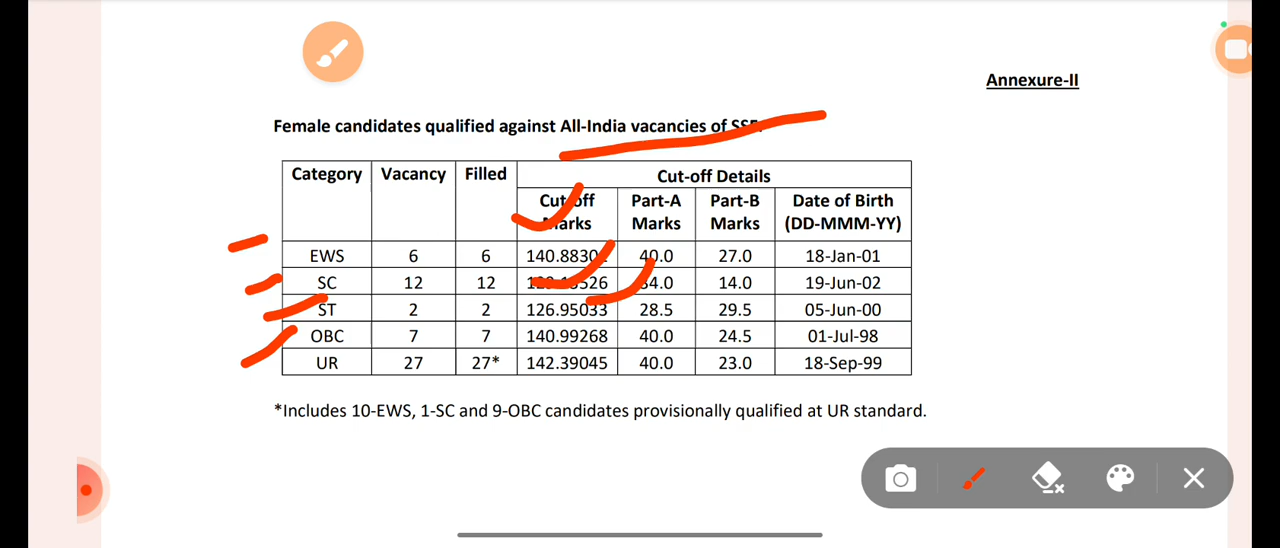 Annexure-II
Female candidates qualified against All-India vacancies of SSF:
Category Vacancy Filled Cut-off Details
Cut-off Marks Part-A Marks Part-B Marks Date of Birth (DD-MMM-YY)
EWS 6 6 40.0 27.0 18-Jan-01
SC 12 12 14.0 19-Jun-02
ST 2 2 126.95033 28.5 29.5 05-Jun-00
OBC 7 7 140.99268 40.0 24.5 01-Jul-98
UR 27 27* 142.39045 40.0 23.0 18-Sep-99
*Includes 10-EWS, 1-SC and 9-OBC candidates provisionally qualified at UR standard.